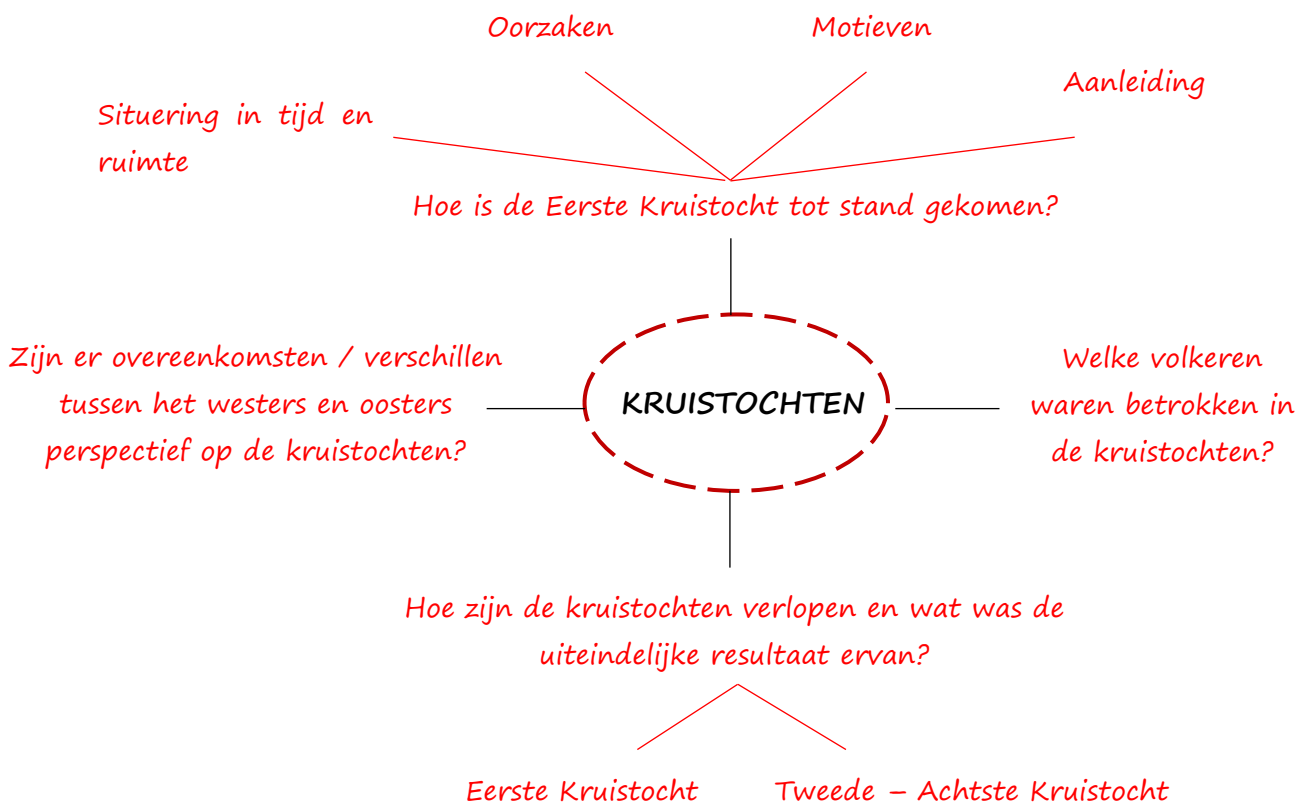 Oorzaken
Motieven
Aanleiding
Situering in tijd en
ruimte
Hoe is de Eerste Kruistocht tot stand gekomen?
Zijn er overeenkomsten / verschillen
tussen het westers en oosters
perspectief op de kruistochten?
KRUISTOCHTEN
Welke volkeren
waren betrokken in
de kruistochten?
Hoe zijn de kruistochten verlopen en wat was de
uiteindelijke resultaat ervan?
Eerste Kruistocht
Tweede – Achtste Kruistocht